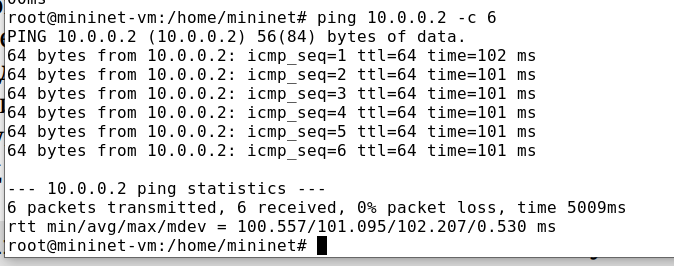 root@mininet-vm:/home/mininet# ping 10.0.0.2 -c 6
PING 10.0.0.2 (10.0.0.2) 56(84) bytes of data.
64 bytes from 10.0.0.2: icmp_seq=1 ttl=64 time=102 ms
64 bytes from 10.0.0.2: icmp_seq=2 ttl=64 time=101 ms
64 bytes from 10.0.0.2: icmp_seq=3 ttl=64 time=101 ms
64 bytes from 10.0.0.2: icmp_seq=4 ttl=64 time=101 ms
64 bytes from 10.0.0.2: icmp_seq=5 ttl=64 time=101 ms
64 bytes from 10.0.0.2: icmp_seq=6 ttl=64 time=101 ms
--- 10.0.0.2 ping statistics ---
6 packets transmitted, 6 received, 0% packet loss, time 5009ms
rtt min/avg/max/mdev = 100.557/101.095/102.207/0.530 ms
root@mininet-vm:/home/mininet#